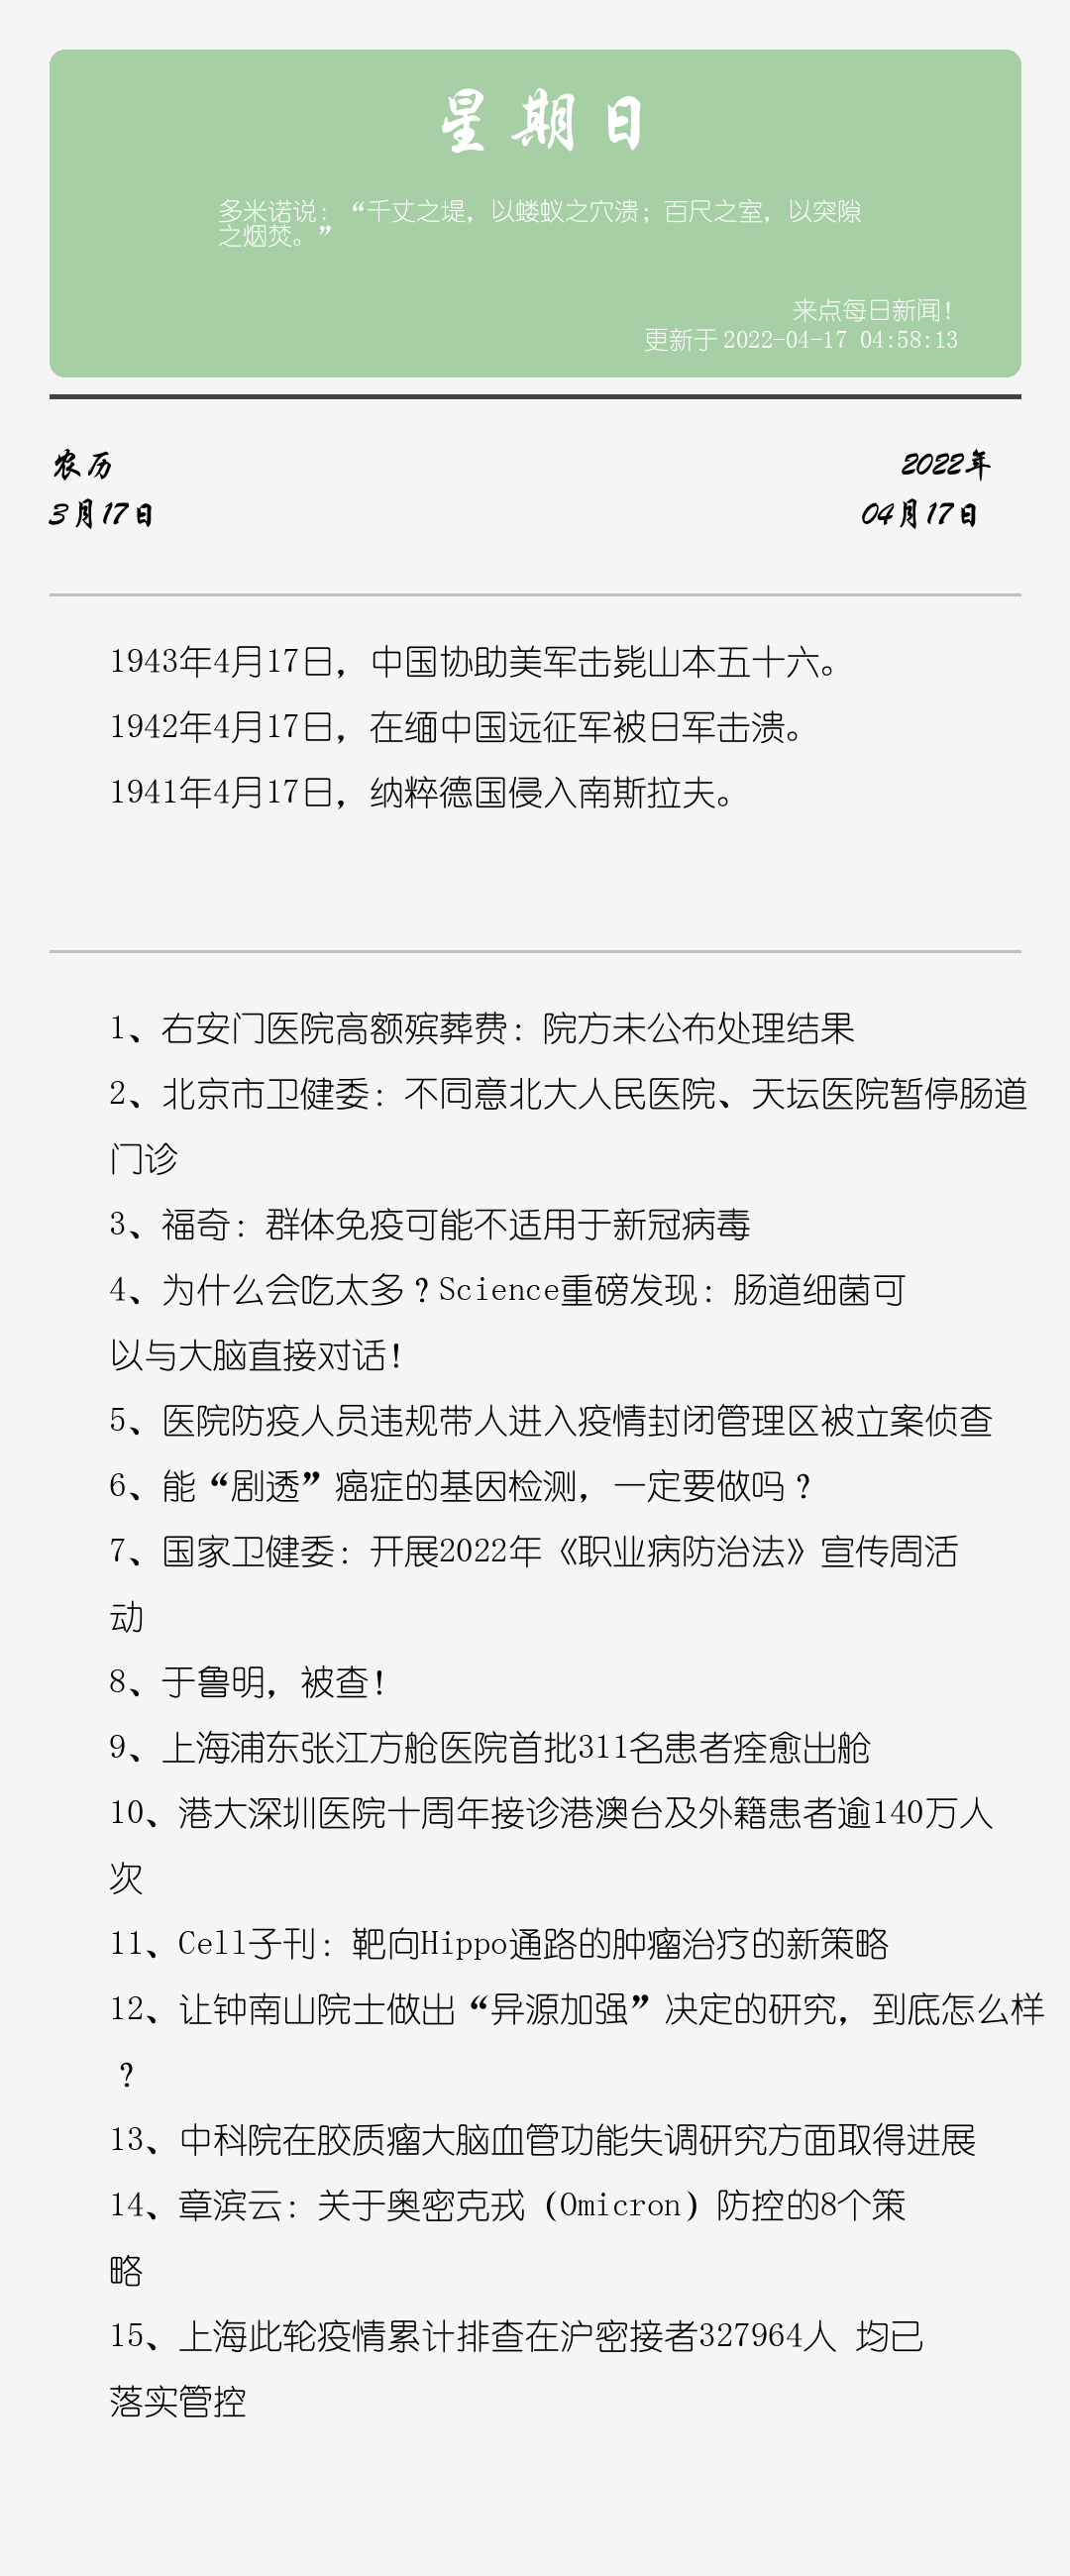 星期日
多米诺说：“千丈之堤，以蝼蚁之穴溃；百尺之室，以突隙
之烟焚。”
来点每日新闻！
更新于 2022-04-17 04:58:13
农历
2022年
3月17日
04月17日
1943年4月17日，中国协助美军击毙山本五十六。
1942年4月17日，在缅中国远征军被日军击溃。
1941年4月17日，纳粹德国侵入南斯拉夫。
1、右安门医院高额殡葬费：院方未公布处理结果
2、北京市卫健委：不同意北大人民医院、天坛医院暂停肠道
门诊
3、福奇：群体免疫可能不适用于新冠病毒
4、为什么会吃太多？Science重磅发现：肠道细菌可
以与大脑直接对话！
5、医院防疫人员违规带人进入疫情封闭管理区被立案侦查
6、能“剧透”癌症的基因检测，一定要做吗？
7、国家卫健委：开展2022年《职业病防治法》宣传周活
动
8、于鲁明，被查！
9、上海浦东张江方舱医院首批311名患者痊愈出舱
10、港大深圳医院十周年接诊港澳台及外籍患者逾140万人
次
11、Cell子刊：靶向Hippo通路的肿瘤治疗的新策略
12、让钟南山院士做出“异源加强”决定的研究，到底怎么样
？
13、中科院在胶质瘤大脑血管功能失调研究方面取得进展
14、章滨云：关于奥密克戎（Omicron）防控的8个策
略
15、上海此轮疫情累计排查在沪密接者327964人 均已
落实管控